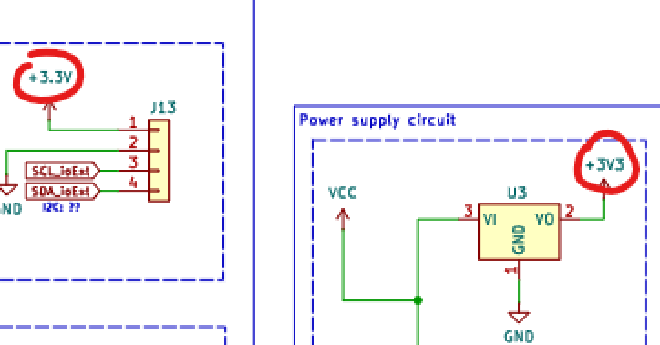 +3.3V
J13
1
2
3
4
SCL_ioExt
SDA_ioExt
GND
Power supply circuit
+3V3
VCC
U3
3
VI
VO
2
GND
1
GND